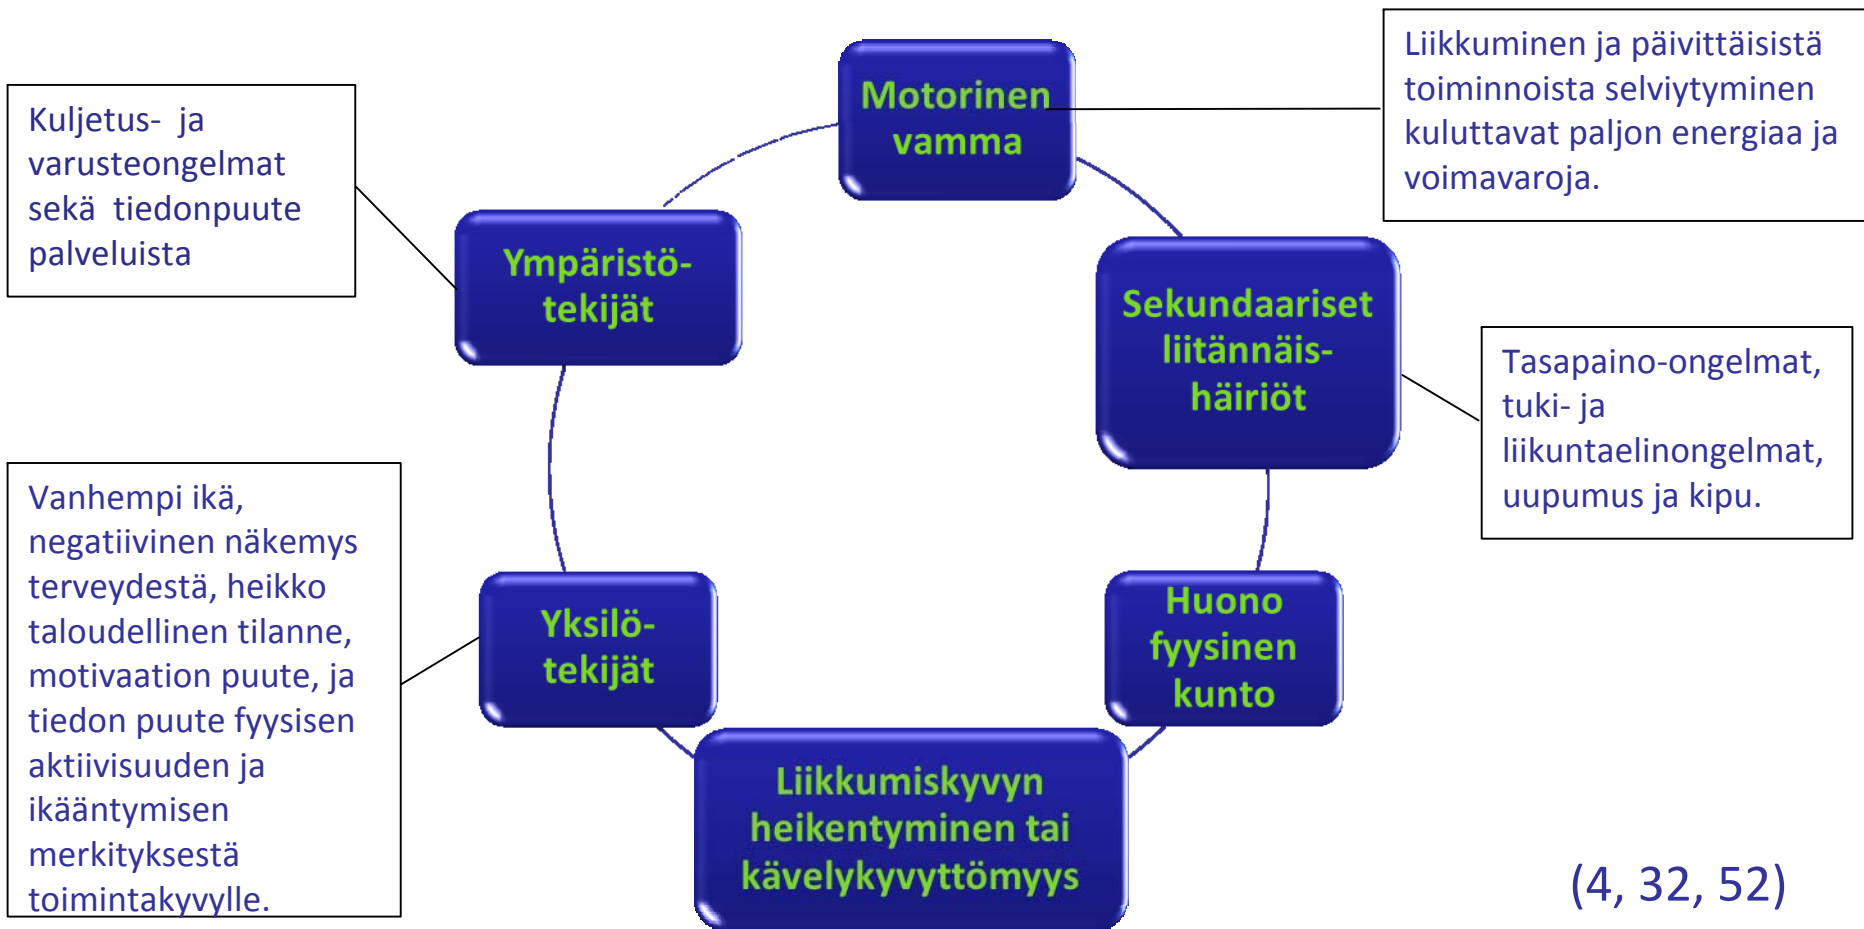 Motorinen
vamma
Liikkuminen ja päivittäisistä
toiminnoista selviytyminen
kuluttavat paljon energiaa ja
voimavaroja.
Kuljetus- ja
varusteongelmat
sekä tiedonpuute
palveluista
Ympäristö-
tekijät
Sekundaariset
liitännäis-
häiriöt
Tasapaino-ongelmat,
tuki- ja
liikuntaelinongelmat,
uupumus ja kipu.
Vanhempi ikä,
negatiivinen näkemys
terveydestä, heikko
taloudellinen tilanne,
motivaation puute, ja
tiedon puute fyysisen
aktiivisuuden ja
ikääntymisen
merkityksestä
toimintakyvylle.
Yksilö-
tekijät
Huono
fyysinen
kunto
Liikkumiskyvyn
heikentyminen tai
kävelykyvyttömyys
(4, 32, 52)